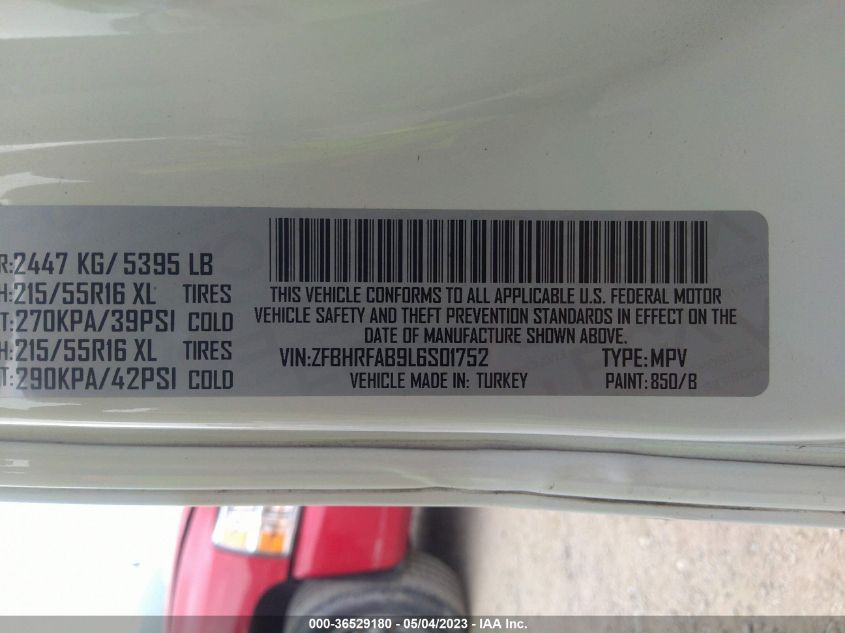 R:2447 KG/ 5395 LB
H:215/55R16 XL TIRES
T:270KPA/39PSI COLD
H:215/55R16 XL TIRES
T:290KPA/42PSI COLD
THIS VEHICLE CONFORMS TO ALL APPLICABLE U.S. FEDERAL MOTOR
VEHICLE SAFETY AND THEFT PREVENTION STANDARDS IN EFFECT ON THE
DATE OF MANUFACTURE SHOWN ABOVE.
VIN:ZFBHRFAB9L6S01752 TYPE:MPV
VEHICLE MADE IN: TURKEY PAINT:850/B
000-36529180 - 05/04/2023 - IAA Inc.